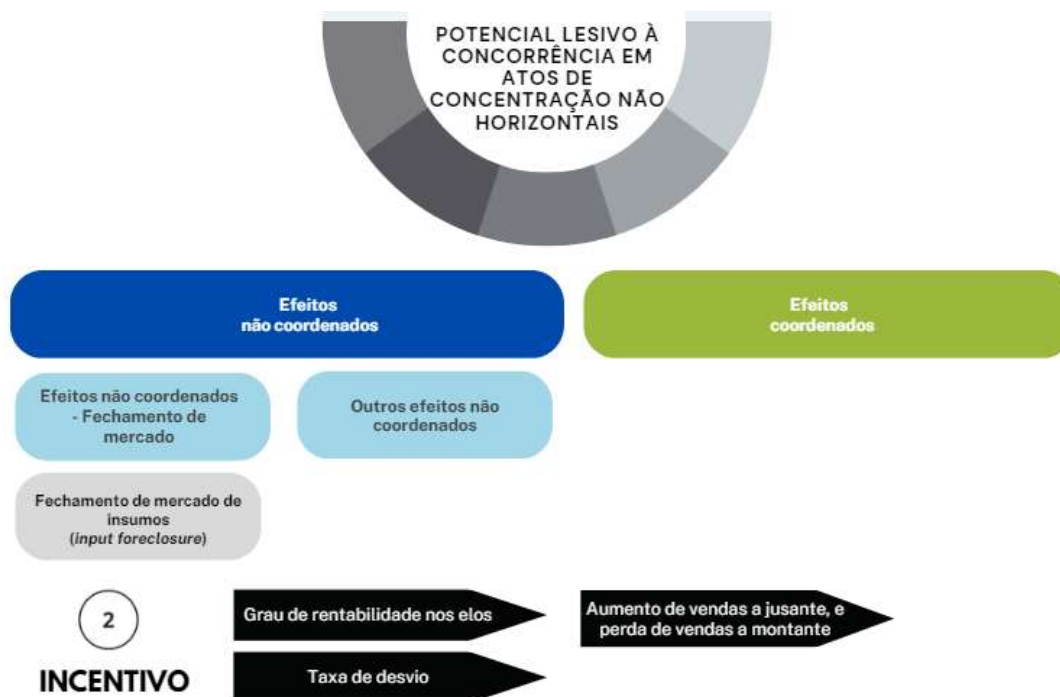 POTENCIAL LESIVO À
CONCORRÊNCIA EM
ATOS DE
CONCENTRAÇÃO NÃO
HORIZONTAIS
Efeitos
não coordenados
Efeitos
coordenados
Efeitos não coordenados
- Fechamento de
mercado
Outros efeitos não
coordenados
Fechamento de mercado de
insumos
(input foreclosure)
2
INCENTIVO
Grau de rentabilidade nos elos
Aumento de vendas a jusante, e
perda de vendas a montante
Taxa de desvio